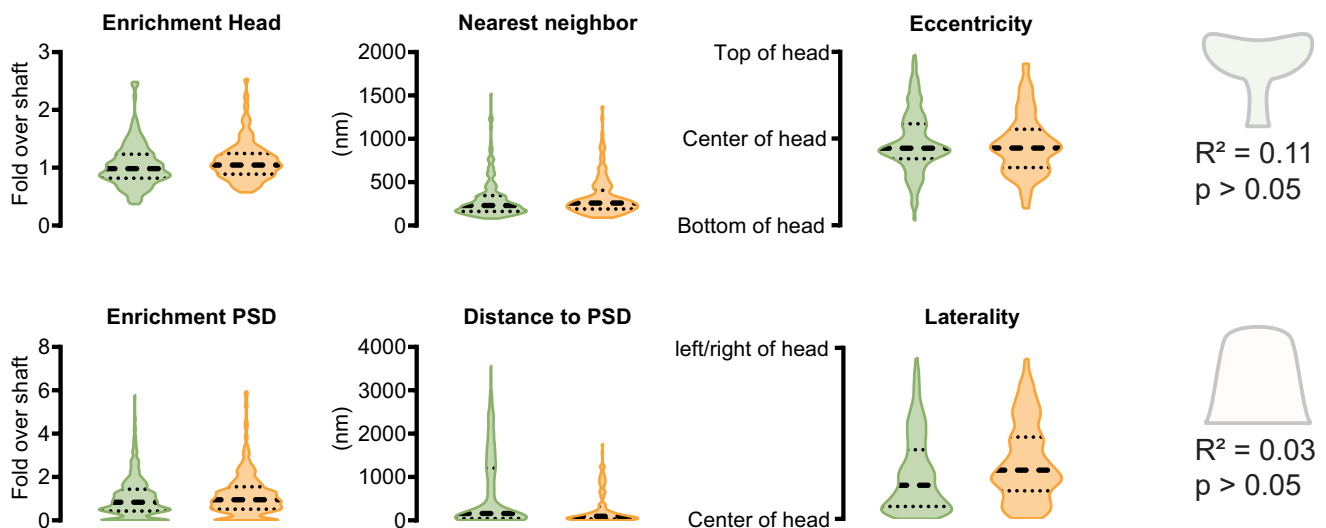 Enrichment Head
Fold over shaft
3
2
1
0
Nearest neighbor
(nm)
2000
1500
1000
500
0
Eccentricity
Top of head
Center of head
Bottom of head
R² = 0.11
p > 0.05
Enrichment PSD
Fold over shaft
8
6
4
2
0
Distance to PSD
(nm)
4000
3000
2000
1000
0
Laterality
left/right of head
Center of head
R² = 0.03
p > 0.05